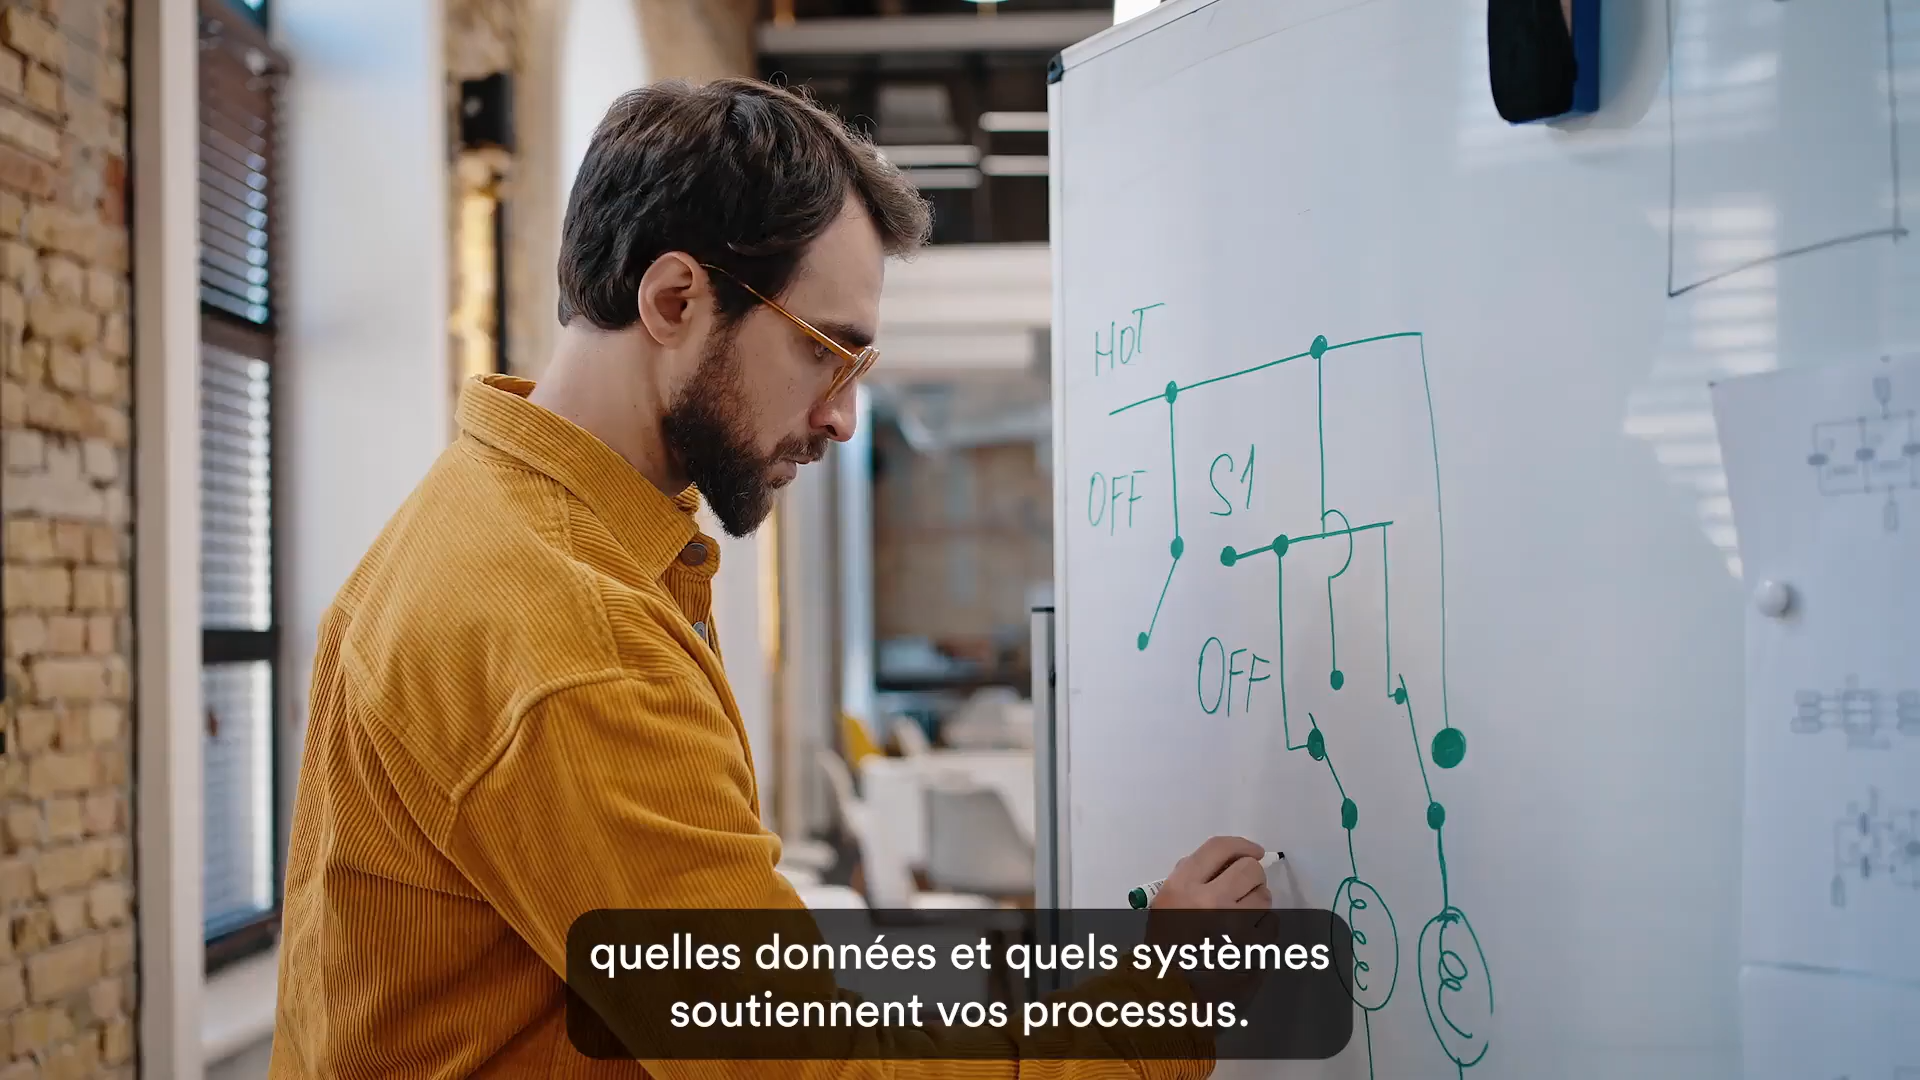 HOT
OFF
S1
OFF
quelles données et quels systèmes
soutiennent vos processus.